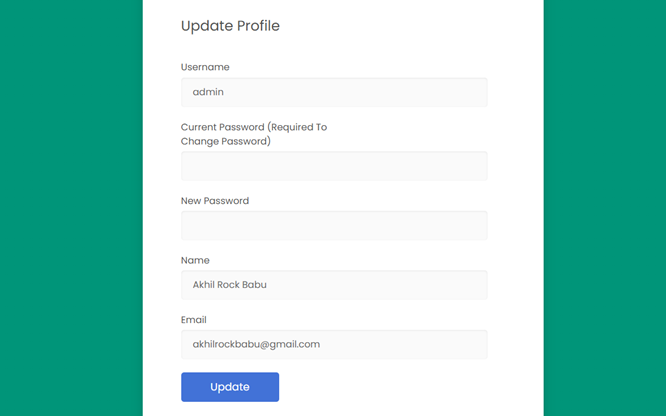 Update Profile
Username
admin
Current Password (Required To
Change Password)
New Password
Name
Akhil Rock Babu
Email
akhilrockbabu@gmail.com
Update